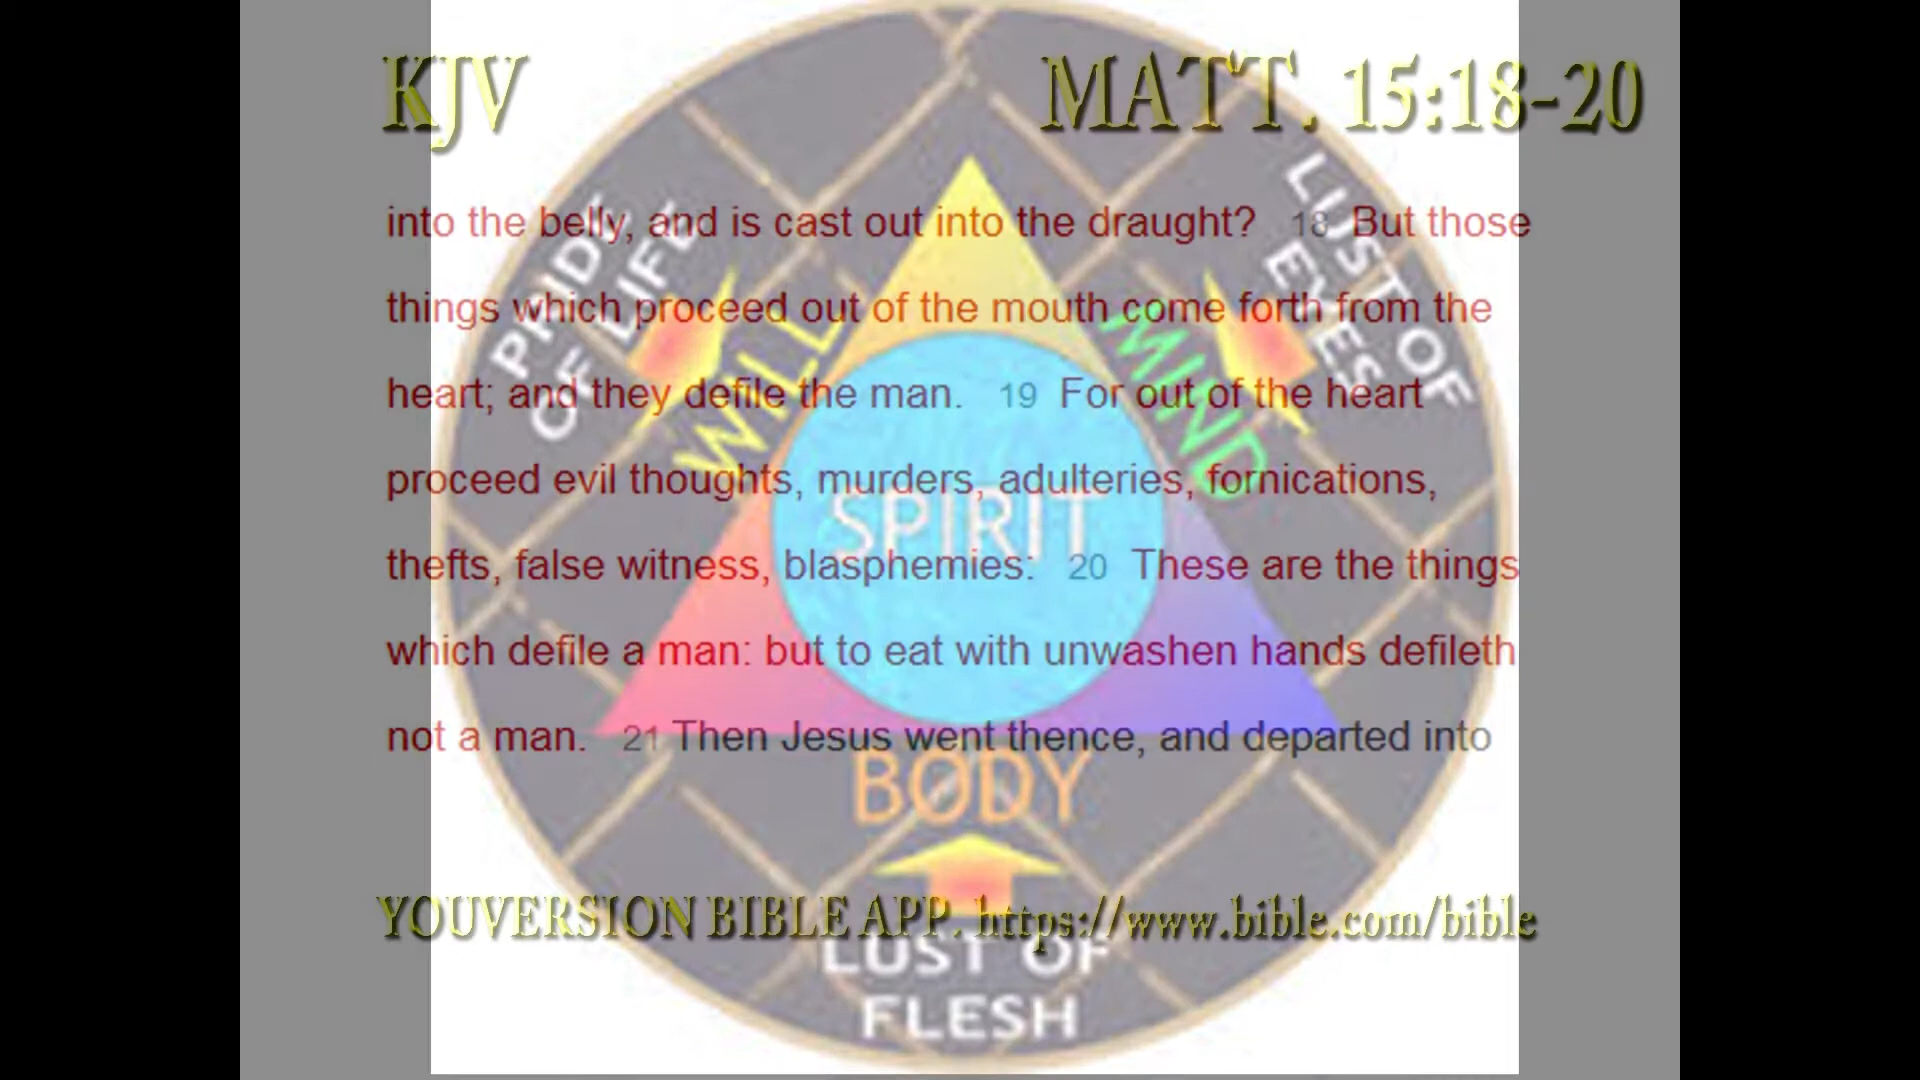 KJV MATT. 15:18-20
into the belly, and is cast out into the draught? 18 But those
things which proceed out of the mouth come forth from the
heart; and they defile the man. 19 For out of the heart
proceed evil thoughts, murders, adulteries, fornications,
thefts, false witness, blasphemies: 20 These are the things
which defile a man: but to eat with unwashen hands defileth
not a man. 21 Then Jesus went thence, and departed into
PRIDE
OF LIFE
WILL
MIND
LUST OF
EYES
SPIRIT
BODY
YOUVERSION BIBLE APP. https://www.bible.com/bible
LUST OF
FLESH